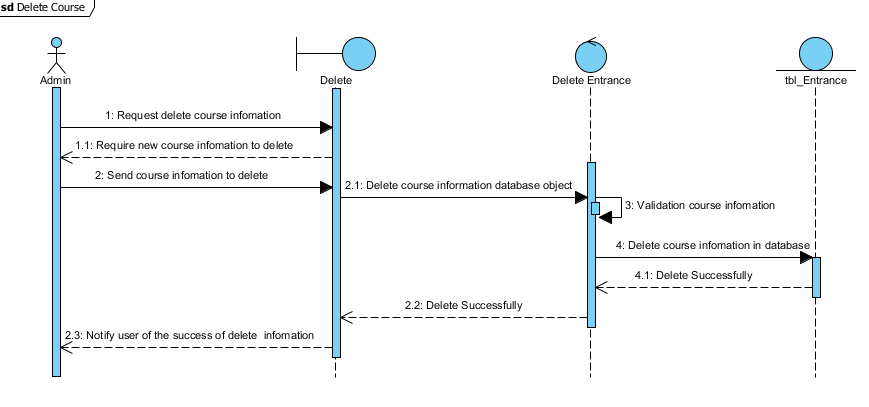 sd Delete Course
Admin
Delete
Delete Entrance
tbl_Entrance
1: Request delete course infomation
1.1: Require new course infomation to delete
2: Send course infomation to delete
2.1: Delete course information database object
3: Validation course infomation
4: Delete course infomation in database
4.1: Delete Successfully
2.2: Delete Successfully
2.3: Notify user of the success of delete  infomation